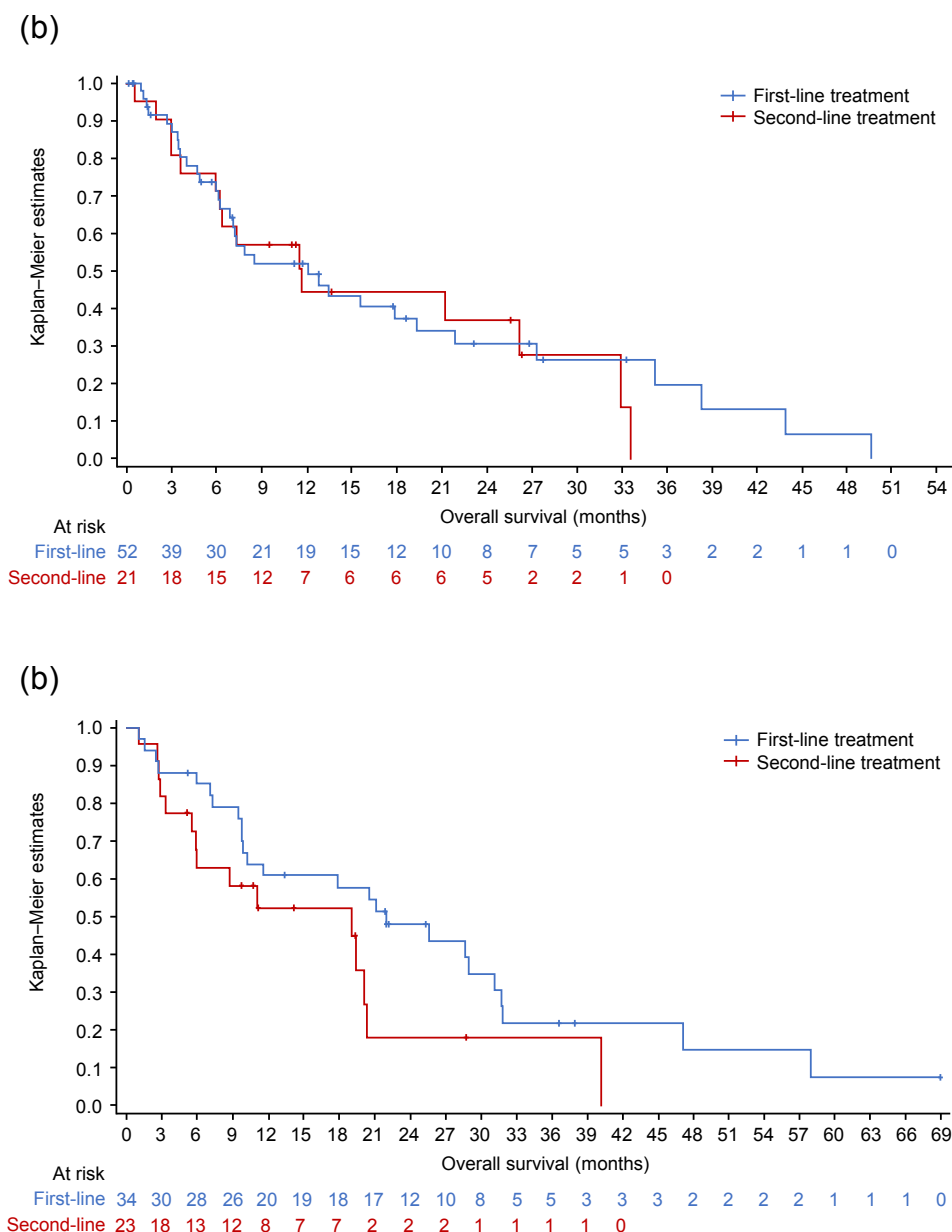 (b)
First-line treatment
Second-line treatment
Kaplan–Meier estimates
1.0
0.9
0.8
0.7
0.6
0.5
0.4
0.3
0.2
0.1
0.0
0 3 6 9 12 15 18 21 24 27 30 33 36 39 42 45 48 51 54
Overall survival (months)
At risk
First-line 52 39 30 21 19 15 12 10 8 7 5 5 3 2 2 1 1 0
Second-line 21 18 15 12 7 6 6 6 5 2 2 1 0
(b)
First-line treatment
Second-line treatment
Kaplan–Meier estimates
1.0
0.9
0.8
0.7
0.6
0.5
0.4
0.3
0.2
0.1
0.0
0 3 6 9 12 15 18 21 24 27 30 33 36 39 42 45 48 51 54 57 60 63 66 69
Overall survival (months)
At risk
First-line 34 30 28 26 20 19 18 17 12 10 8 5 5 3 3 3 2 2 2 2 1 1 1 0
Second-line 23 18 13 12 8 7 7 2 2 2 1 1 1 1 0